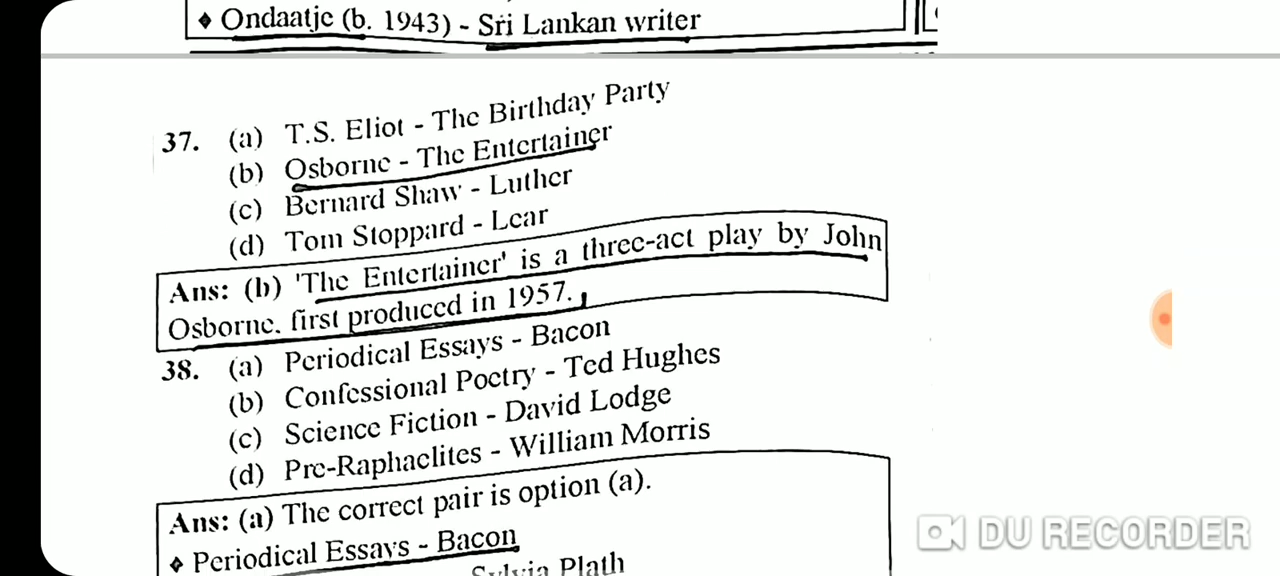 ❖ Ondaatje (b. 1943) - Sri Lankan writer
37. (a) T.S. Eliot - The Birthday Party
(b) Osborne - The Entertainer
(c) Bernard Shaw - Luther
(d) Tom Stoppard - Lear
Ans: (b) 'The Entertainer' is a three-act play by John
Osborne. first produced in 1957.
38. (a) Periodical Essays - Bacon
(b) Confessional Poetry - Ted Hughes
(c) Science Fiction - David Lodge
(d) Pre-Raphaelites - William Morris
Ans: (a) The correct pair is option (a).
❖ Periodical Essays - Bacon
Sylvia Plath
DU RECORDER